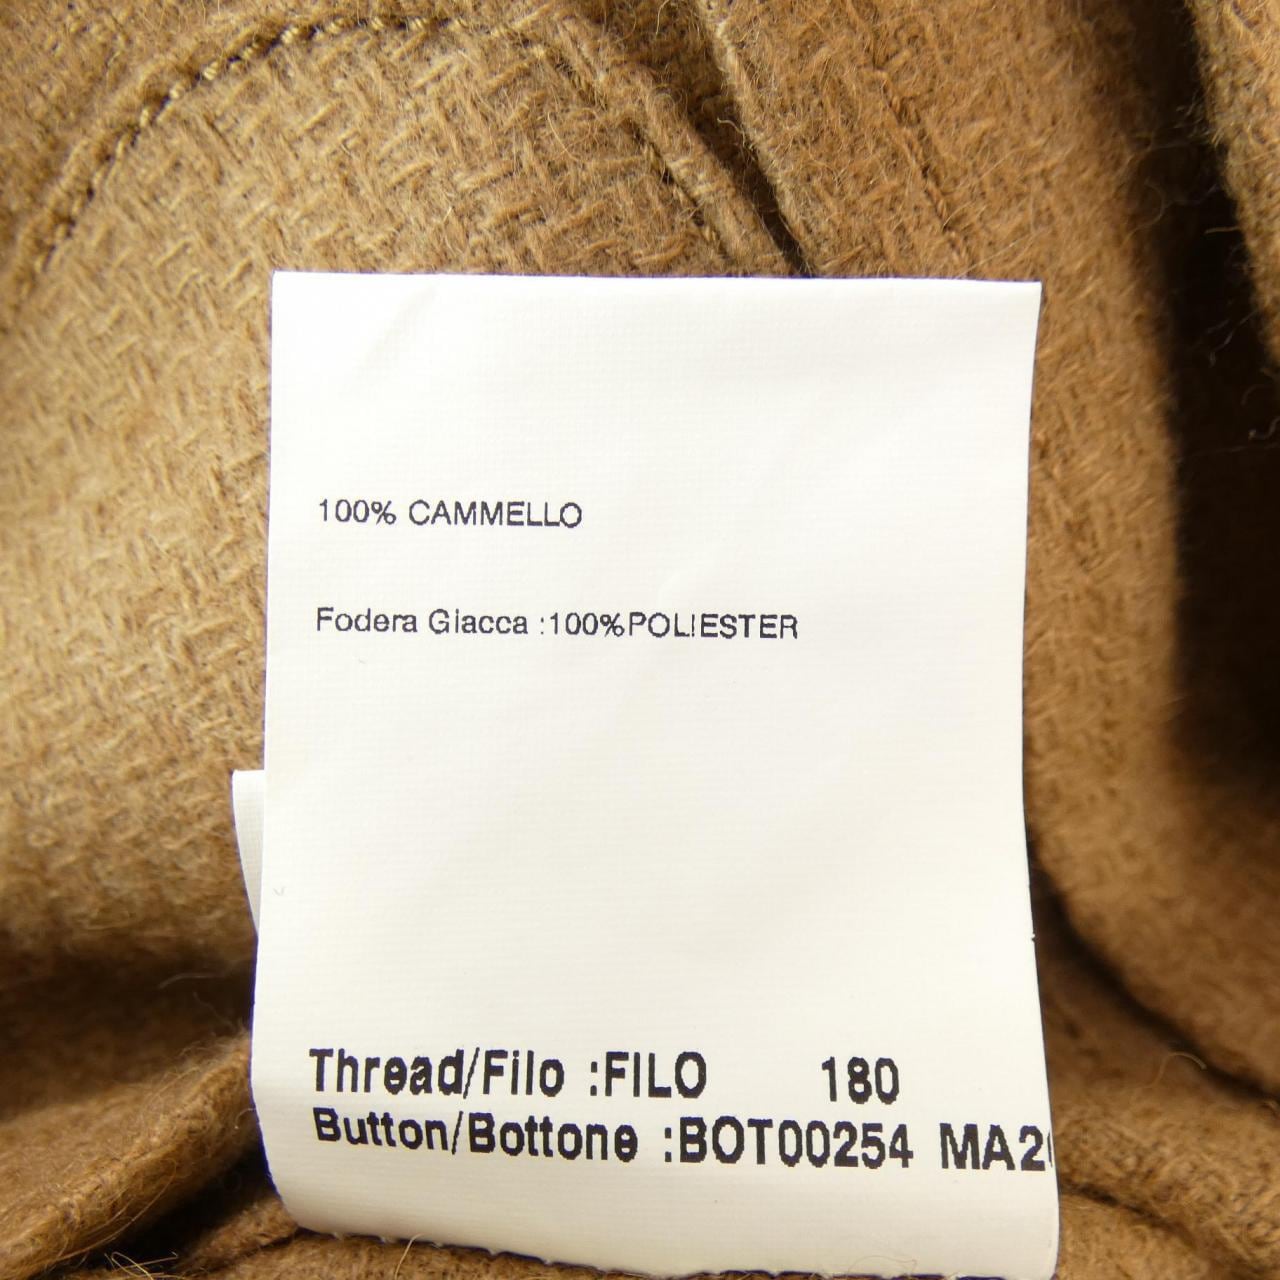 100% CAMMELLO
Fodera Giacca :100%POLIESTER
Thread/Filo :FILO 180
Button/Bottone :BOT00254 MA2